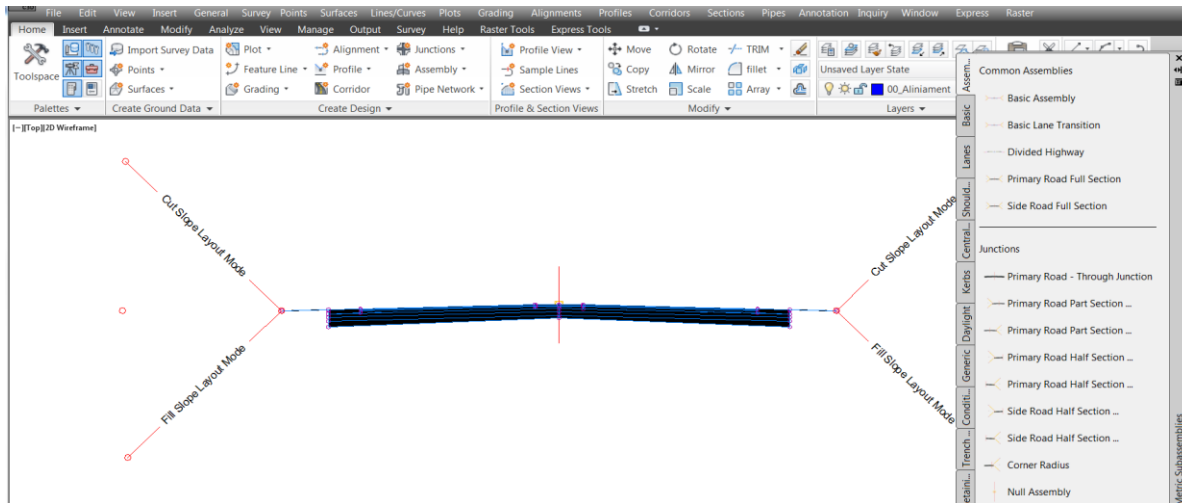 File Edit View Insert General Survey Points Surfaces Lines/Curves Plots Grading Alignments Profiles Corridors Sections Pipes Annotation Inquiry Window Express Raster
Home Insert Annotate Modify Analyze View Manage Output Survey Help Raster Tools Express Tools
Toolspace
Import Survey Data
Points
Surfaces
Plot
Feature Line
Grading
Alignment
Profile
Corridor
Junctions
Assembly
Pipe Network
Profile View
Sample Lines
Section Views
Move Rotate TRIM
Copy Mirror fillet
Stretch Scale Array
Unsaved Layer State
00_Aliniament
Palettes Create Ground Data Create Design Profile & Section Views Modify Layers
[−][Top][2D Wireframe]
Cut Slope Layout Mode
Fill Slope Layout Mode
Cut Slope Layout Mode
Fill Slope Layout Mode
Assem...
Basic
Lanes
Should...
Central...
Kerbs
Daylight
Generic
Conditi...
Trench ...
etaini...
Common Assemblies
Basic Assembly
Basic Lane Transition
Divided Highway
Primary Road Full Section
Side Road Full Section
Junctions
Primary Road - Through Junction
Primary Road Part Section ...
Primary Road Part Section ...
Primary Road Half Section ...
Primary Road Half Section ...
Side Road Half Section ...
Side Road Half Section ...
Corner Radius
Null Assembly
Metric Subassemblies